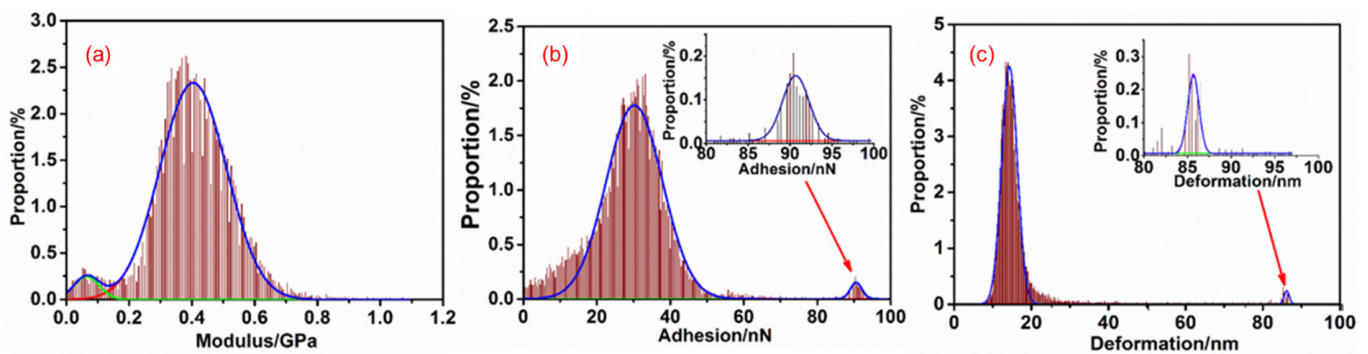 (a)
Proportion/%
3.0
2.5
2.0
1.5
1.0
0.5
0.0
0.0 0.2 0.4 0.6 0.8 1.0 1.2
Modulus/GPa
(b)
Proportion/%
2.5
2.0
1.5
1.0
0.5
0.0
0 20 40 60 80 100
Adhesion/nN
Proportion/%
0.2
0.1
0.0
80 85 90 95 100
Adhesion/nN
(c)
Proportion/%
5
4
3
2
1
0
0 20 40 60 80 100
Deformation/nm
Proportion/%
0.3
0.2
0.1
0.0
80 85 90 95 100
Deformation/nm